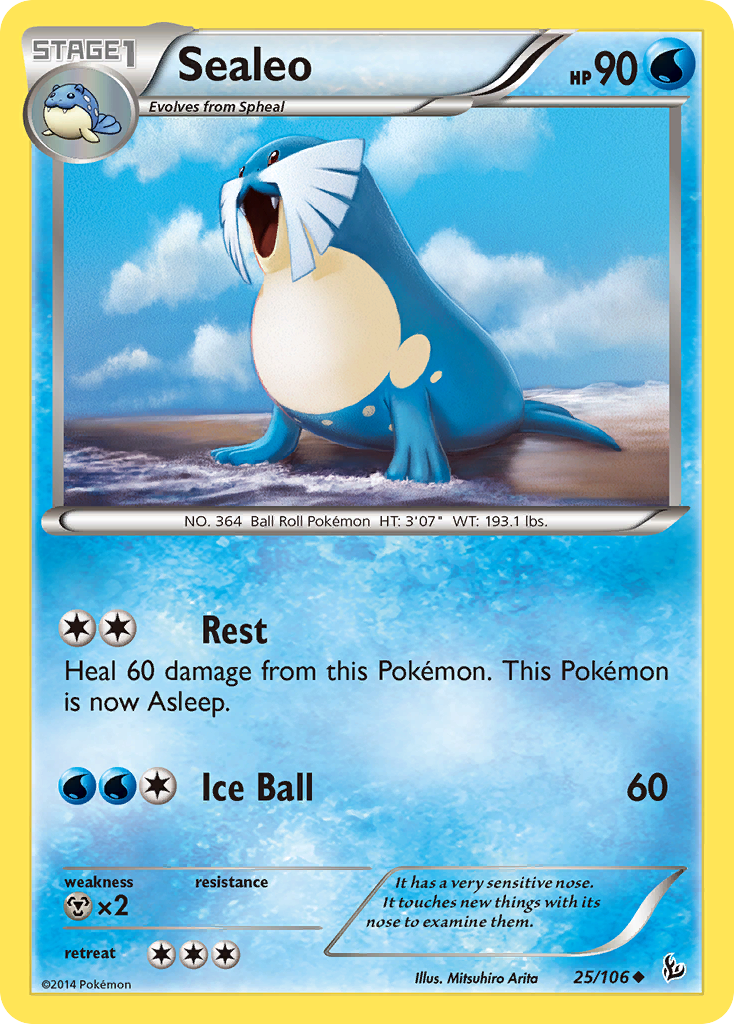 STAGE1
Sealeo
HP 90
Evolves from Spheal
NO. 364 Ball Roll Pokémon HT: 3'07" WT: 193.1 lbs.
Rest
Heal 60 damage from this Pokémon. This Pokémon
is now Asleep.
Ice Ball 60
weakness resistance
×2
It has a very sensitive nose.
It touches new things with its
nose to examine them.
retreat
©2014 Pokémon
Illus. Mitsuhiro Arita
25/106